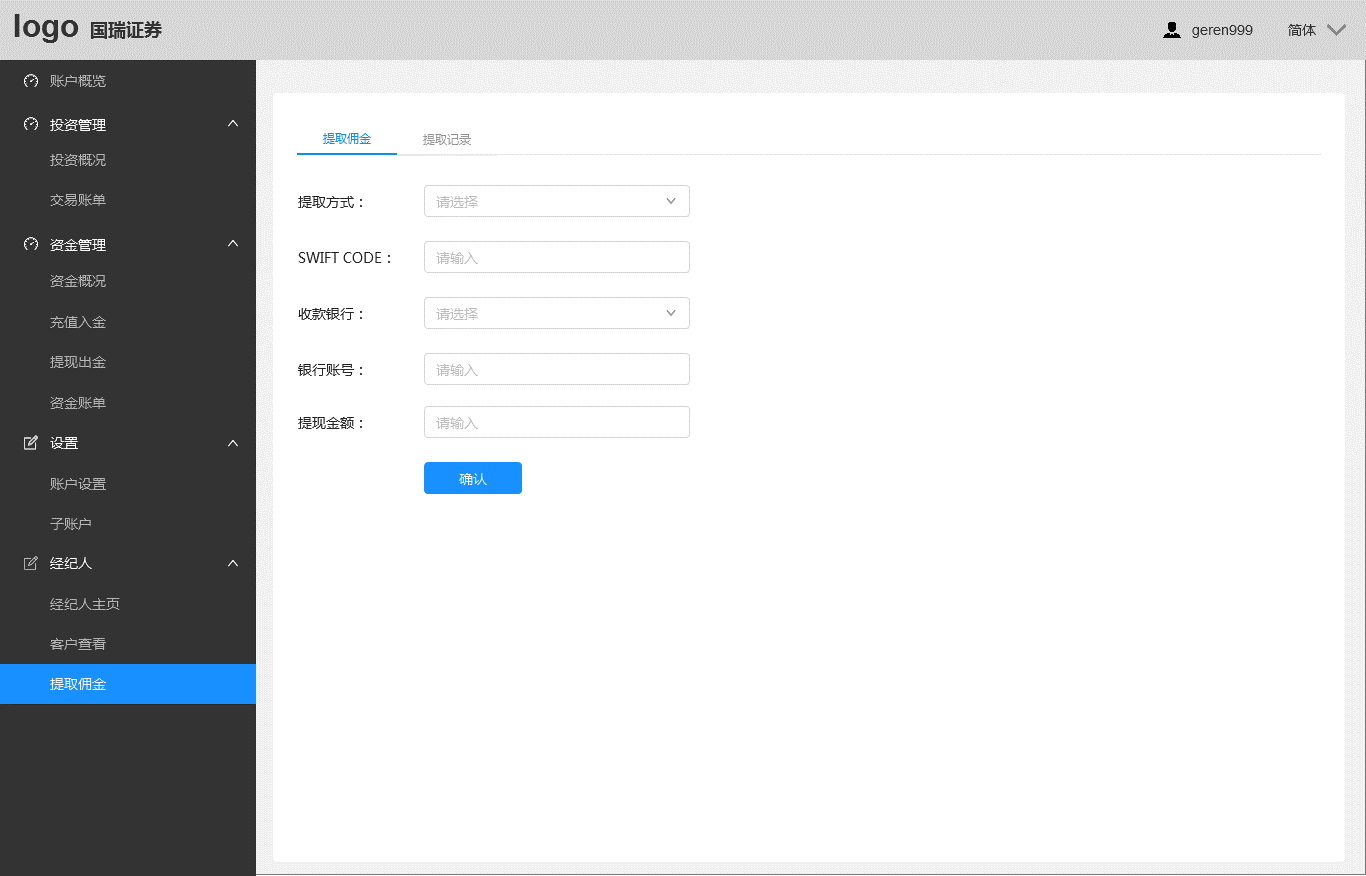 logo 国瑞证券
geren999 简体
账户概览
投资管理
投资概况
交易账单
资金管理
资金概况
充值入金
提现出金
资金账单
设置
账户设置
子账户
经纪人
经纪人主页
客户查看
提取佣金
提取佣金 提取记录
提取方式： 请选择
SWIFT CODE： 请输入
收款银行： 请选择
银行账号： 请输入
提现金额： 请输入
确认